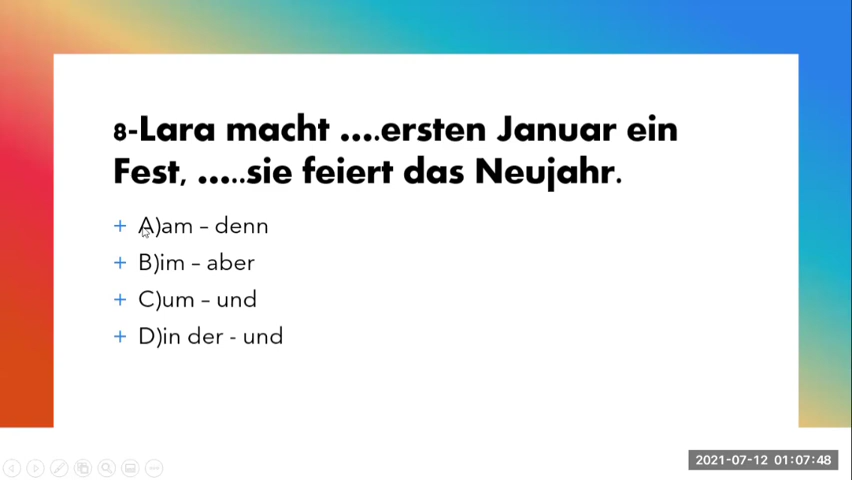 8-Lara macht ....ersten Januar ein
Fest, .....sie feiert das Neujahr.
+ A)am – denn
+ B)im – aber
+ C)um – und
+ D)in der - und
2021-07-12 01:07:48